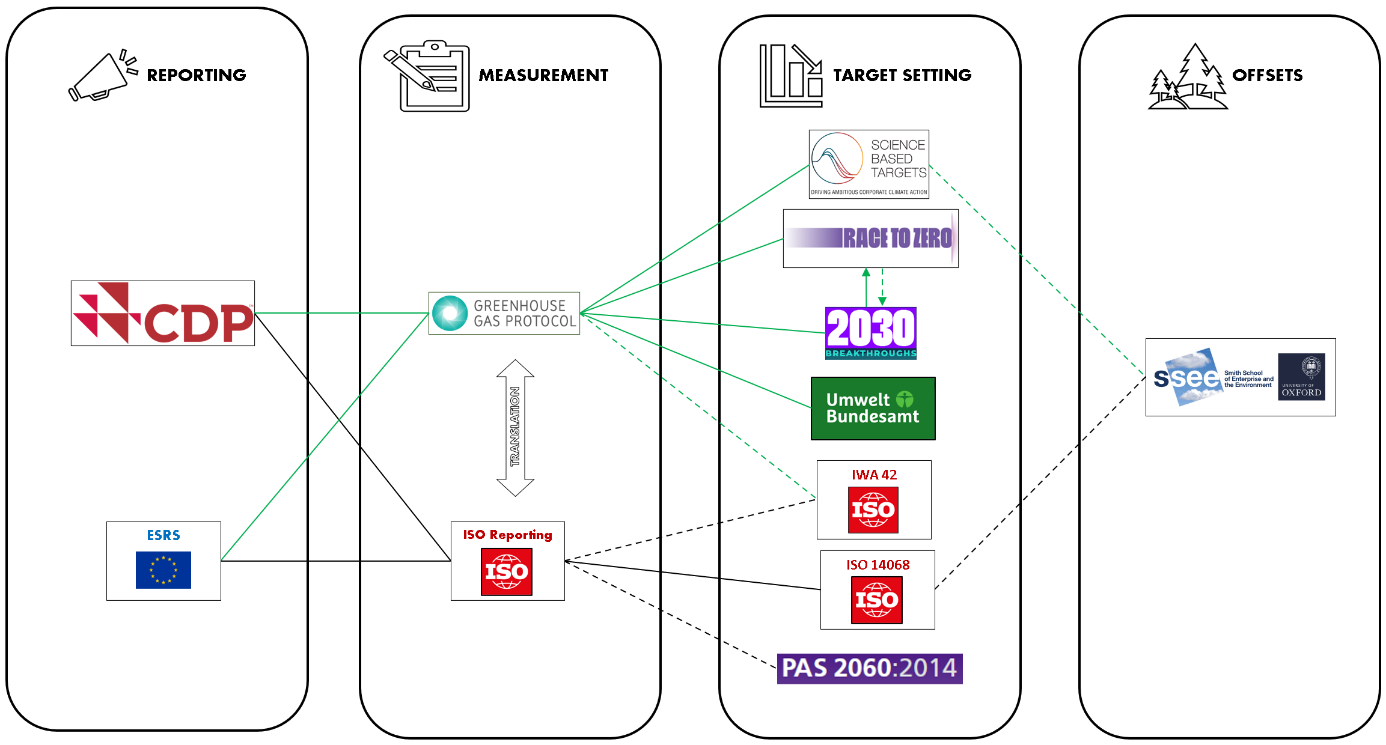 REPORTING
MEASUREMENT
TARGET SETTING
OFFSETS
CDP
ESRS
GREENHOUSE
GAS PROTOCOL
TRANSLATION
ISO Reporting
ISO
SCIENCE
BASED
TARGETS
DRIVING AMBITIOUS CORPORATE CLIMATE ACTION
RACE TO ZERO
2030
BREAKTHROUGHS
Umwelt
Bundesamt
IWA 42
ISO
ISO 14068
ISO
PAS 2060:2014
ssee
Smith School
of Enterprise and
the Environment
UNIVERSITY OF
OXFORD